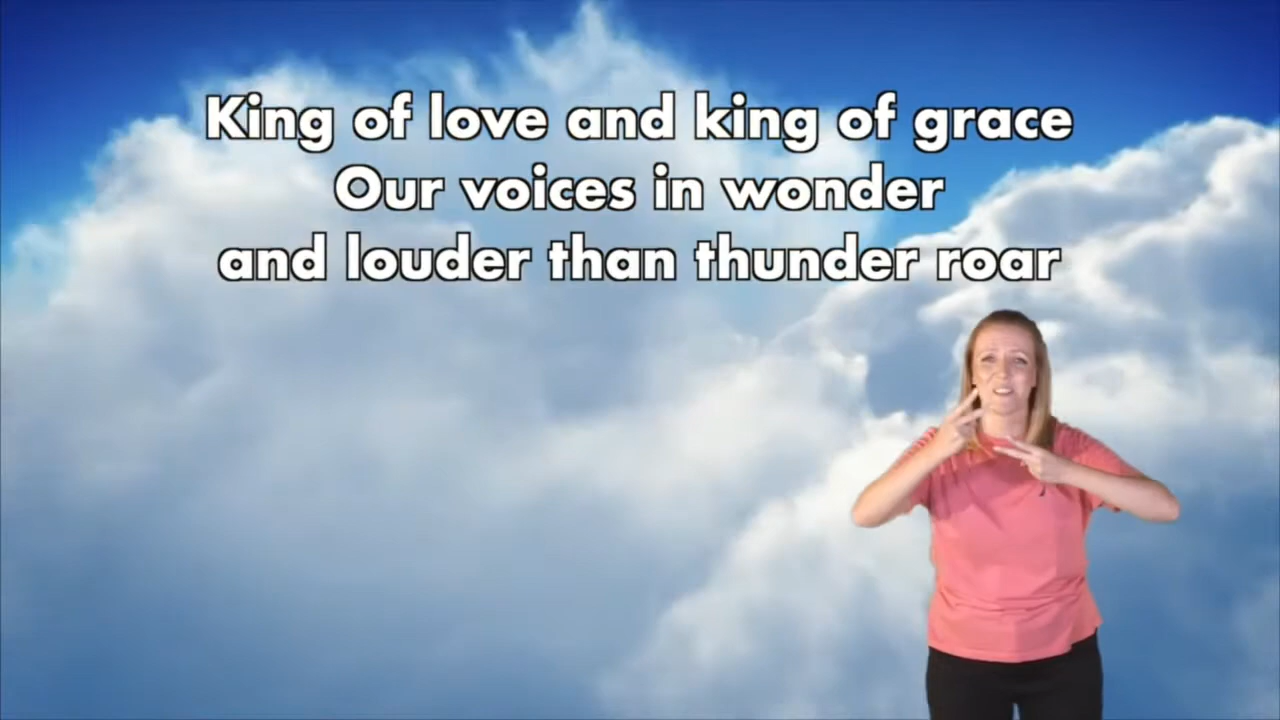 King of love and king of grace
Our voices in wonder
and louder than thunder roar